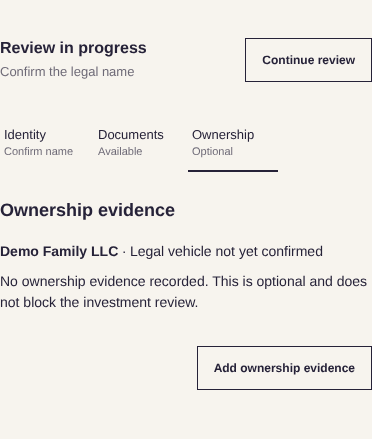 Review in progress
Confirm the legal name
Continue review
Identity
Confirm name
Documents
Available
Ownership
Optional
Ownership evidence
Demo Family LLC · Legal vehicle not yet confirmed
No ownership evidence recorded. This is optional and does
not block the investment review.
Add ownership evidence